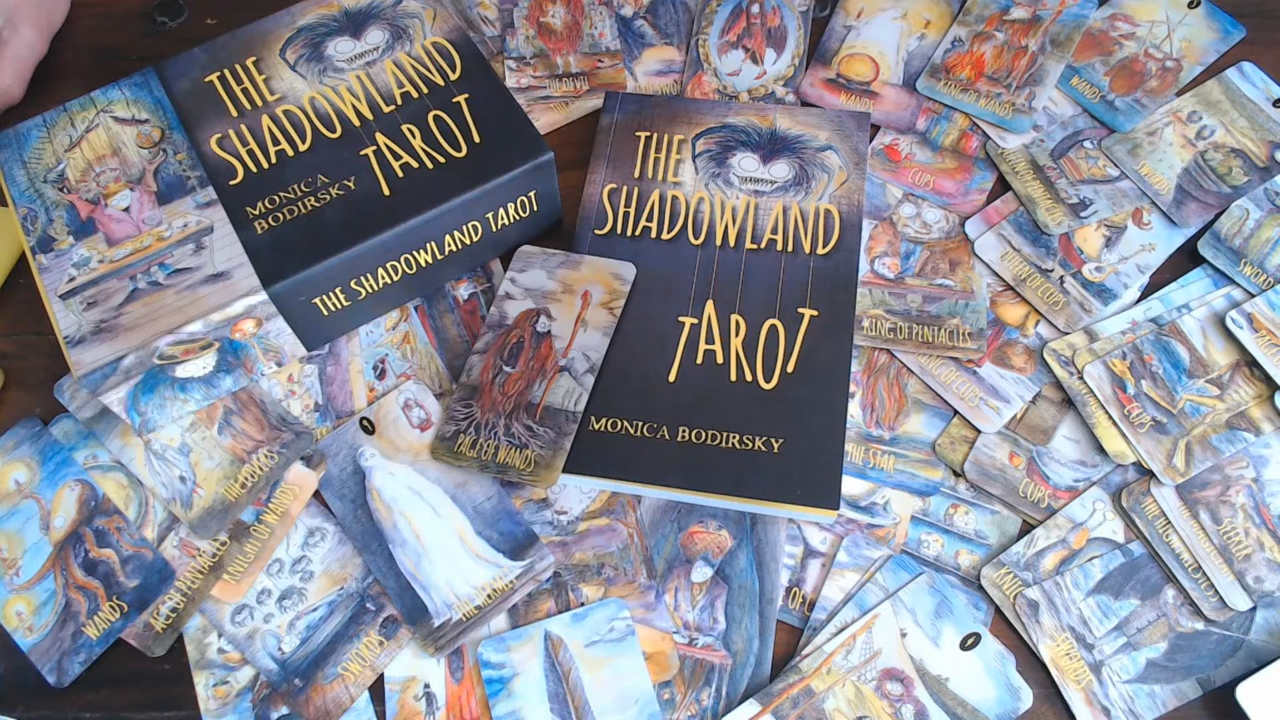 THE
SHADOWLAND
TAROT
MONICA
BODIRSKY
THE SHADOWLAND TAROT
THE
SHADOWLAND
TAROT
MONICA BODIRSKY
THE DEVIL
WANDS
KING OF WANDS
WANDS
CUPS
SWORDS
QUEEN OF CUPS
KING OF PENTACLES
KING OF CUPS
CUPS
THE STAR
CUPS
PAGE OF WANDS
THE LOVERS
KNIGHT OF WANDS
ACE OF PENTACLES
WANDS
SWORDS
THE HERMIT
SWORDS
SEEKER